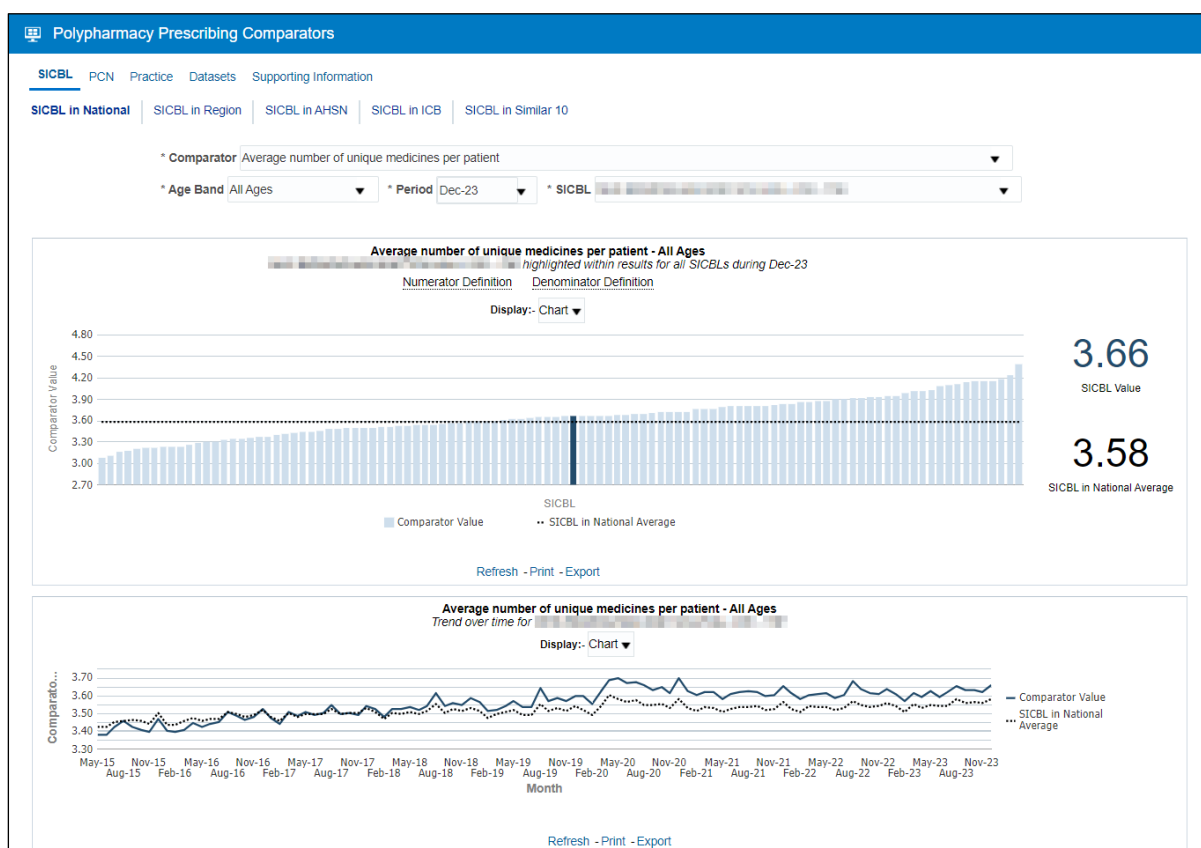 Polypharmacy Prescribing Comparators
SICBL PCN Practice Datasets Supporting Information
SICBL in National SICBL in Region SICBL in AHSN SICBL in ICB SICBL in Similar 10
* Comparator Average number of unique medicines per patient
* Age Band All Ages * Period Dec-23 * SICBL
Average number of unique medicines per patient - All Ages
highlighted within results for all SICBLs during Dec-23
Numerator Definition Denominator Definition
Display:- Chart
4.80
4.50
4.20
3.90
3.60
3.30
3.00
2.70
Comparator Value
SICBL
Comparator Value SICBL in National Average
3.66
SICBL Value
3.58
SICBL in National Average
Refresh - Print - Export
Average number of unique medicines per patient - All Ages
Trend over time for
Display:- Chart
3.70
3.60
3.50
3.40
3.30
Comparato...
May-15 Nov-15 May-16 Nov-16 May-17 Nov-17 May-18 Nov-18 May-19 Nov-19 May-20 Nov-20 May-21 Nov-21 May-22 Nov-22 May-23 Nov-23
Aug-15 Feb-16 Aug-16 Feb-17 Aug-17 Feb-18 Aug-18 Feb-19 Aug-19 Feb-20 Aug-20 Feb-21 Aug-21 Feb-22 Aug-22 Feb-23 Aug-23
Month
Comparator Value
SICBL in National
Average
Refresh - Print - Export